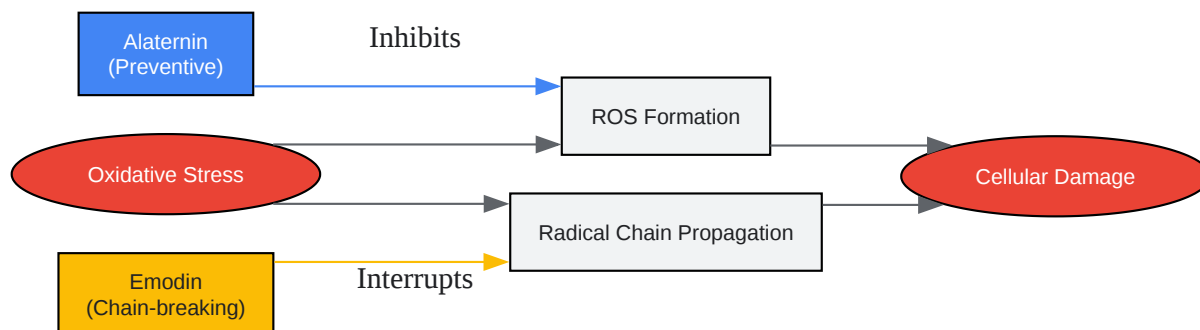 Alaternin
(Preventive)
Inhibits
ROS Formation
Oxidative Stress
Cellular Damage
Radical Chain Propagation
Emodin
(Chain-breaking)
Interrupts